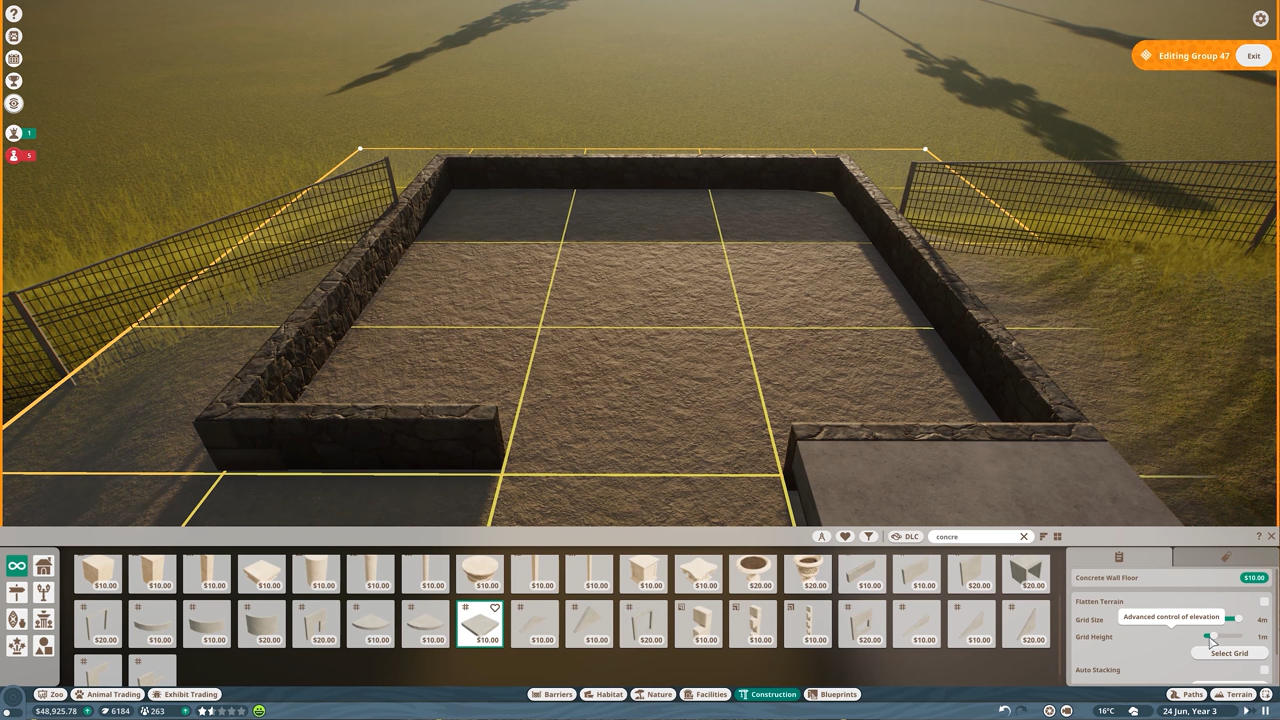 Editing Group 47
Exit
1
5
DLC
concre
?
$10.00 $10.00 $10.00 $10.00 $10.00 $10.00 $10.00 $10.00 $10.00 $10.00 $10.00 $10.00 $20.00 $20.00 $10.00 $10.00 $20.00 $20.00
$20.00 $10.00 $10.00 $20.00 $20.00 $10.00 $10.00 $10.00 $10.00 $10.00 $20.00 $10.00 $10.00 $10.00 $20.00 $10.00 $10.00 $20.00
Concrete Wall Floor
$10.00
Flatten Terrain
Advanced control of elevation
Grid Size
4m
Grid Height
1m
Select Grid
Auto Stacking
Zoo
Animal Trading
Exhibit Trading
Barriers
Habitat
Nature
Facilities
Construction
Blueprints
Paths
Terrain
$48,925.78
6184
263
16°C
24 Jun, Year 3